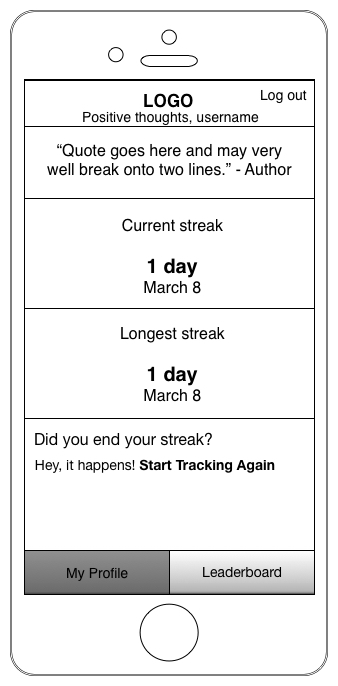 Log out
LOGO
Positive thoughts, username
“Quote goes here and may very
well break onto two lines.” - Author
Current streak
1 day
March 8
Longest streak
1 day
March 8
Did you end your streak?
Hey, it happens! Start Tracking Again
My Profile
Leaderboard